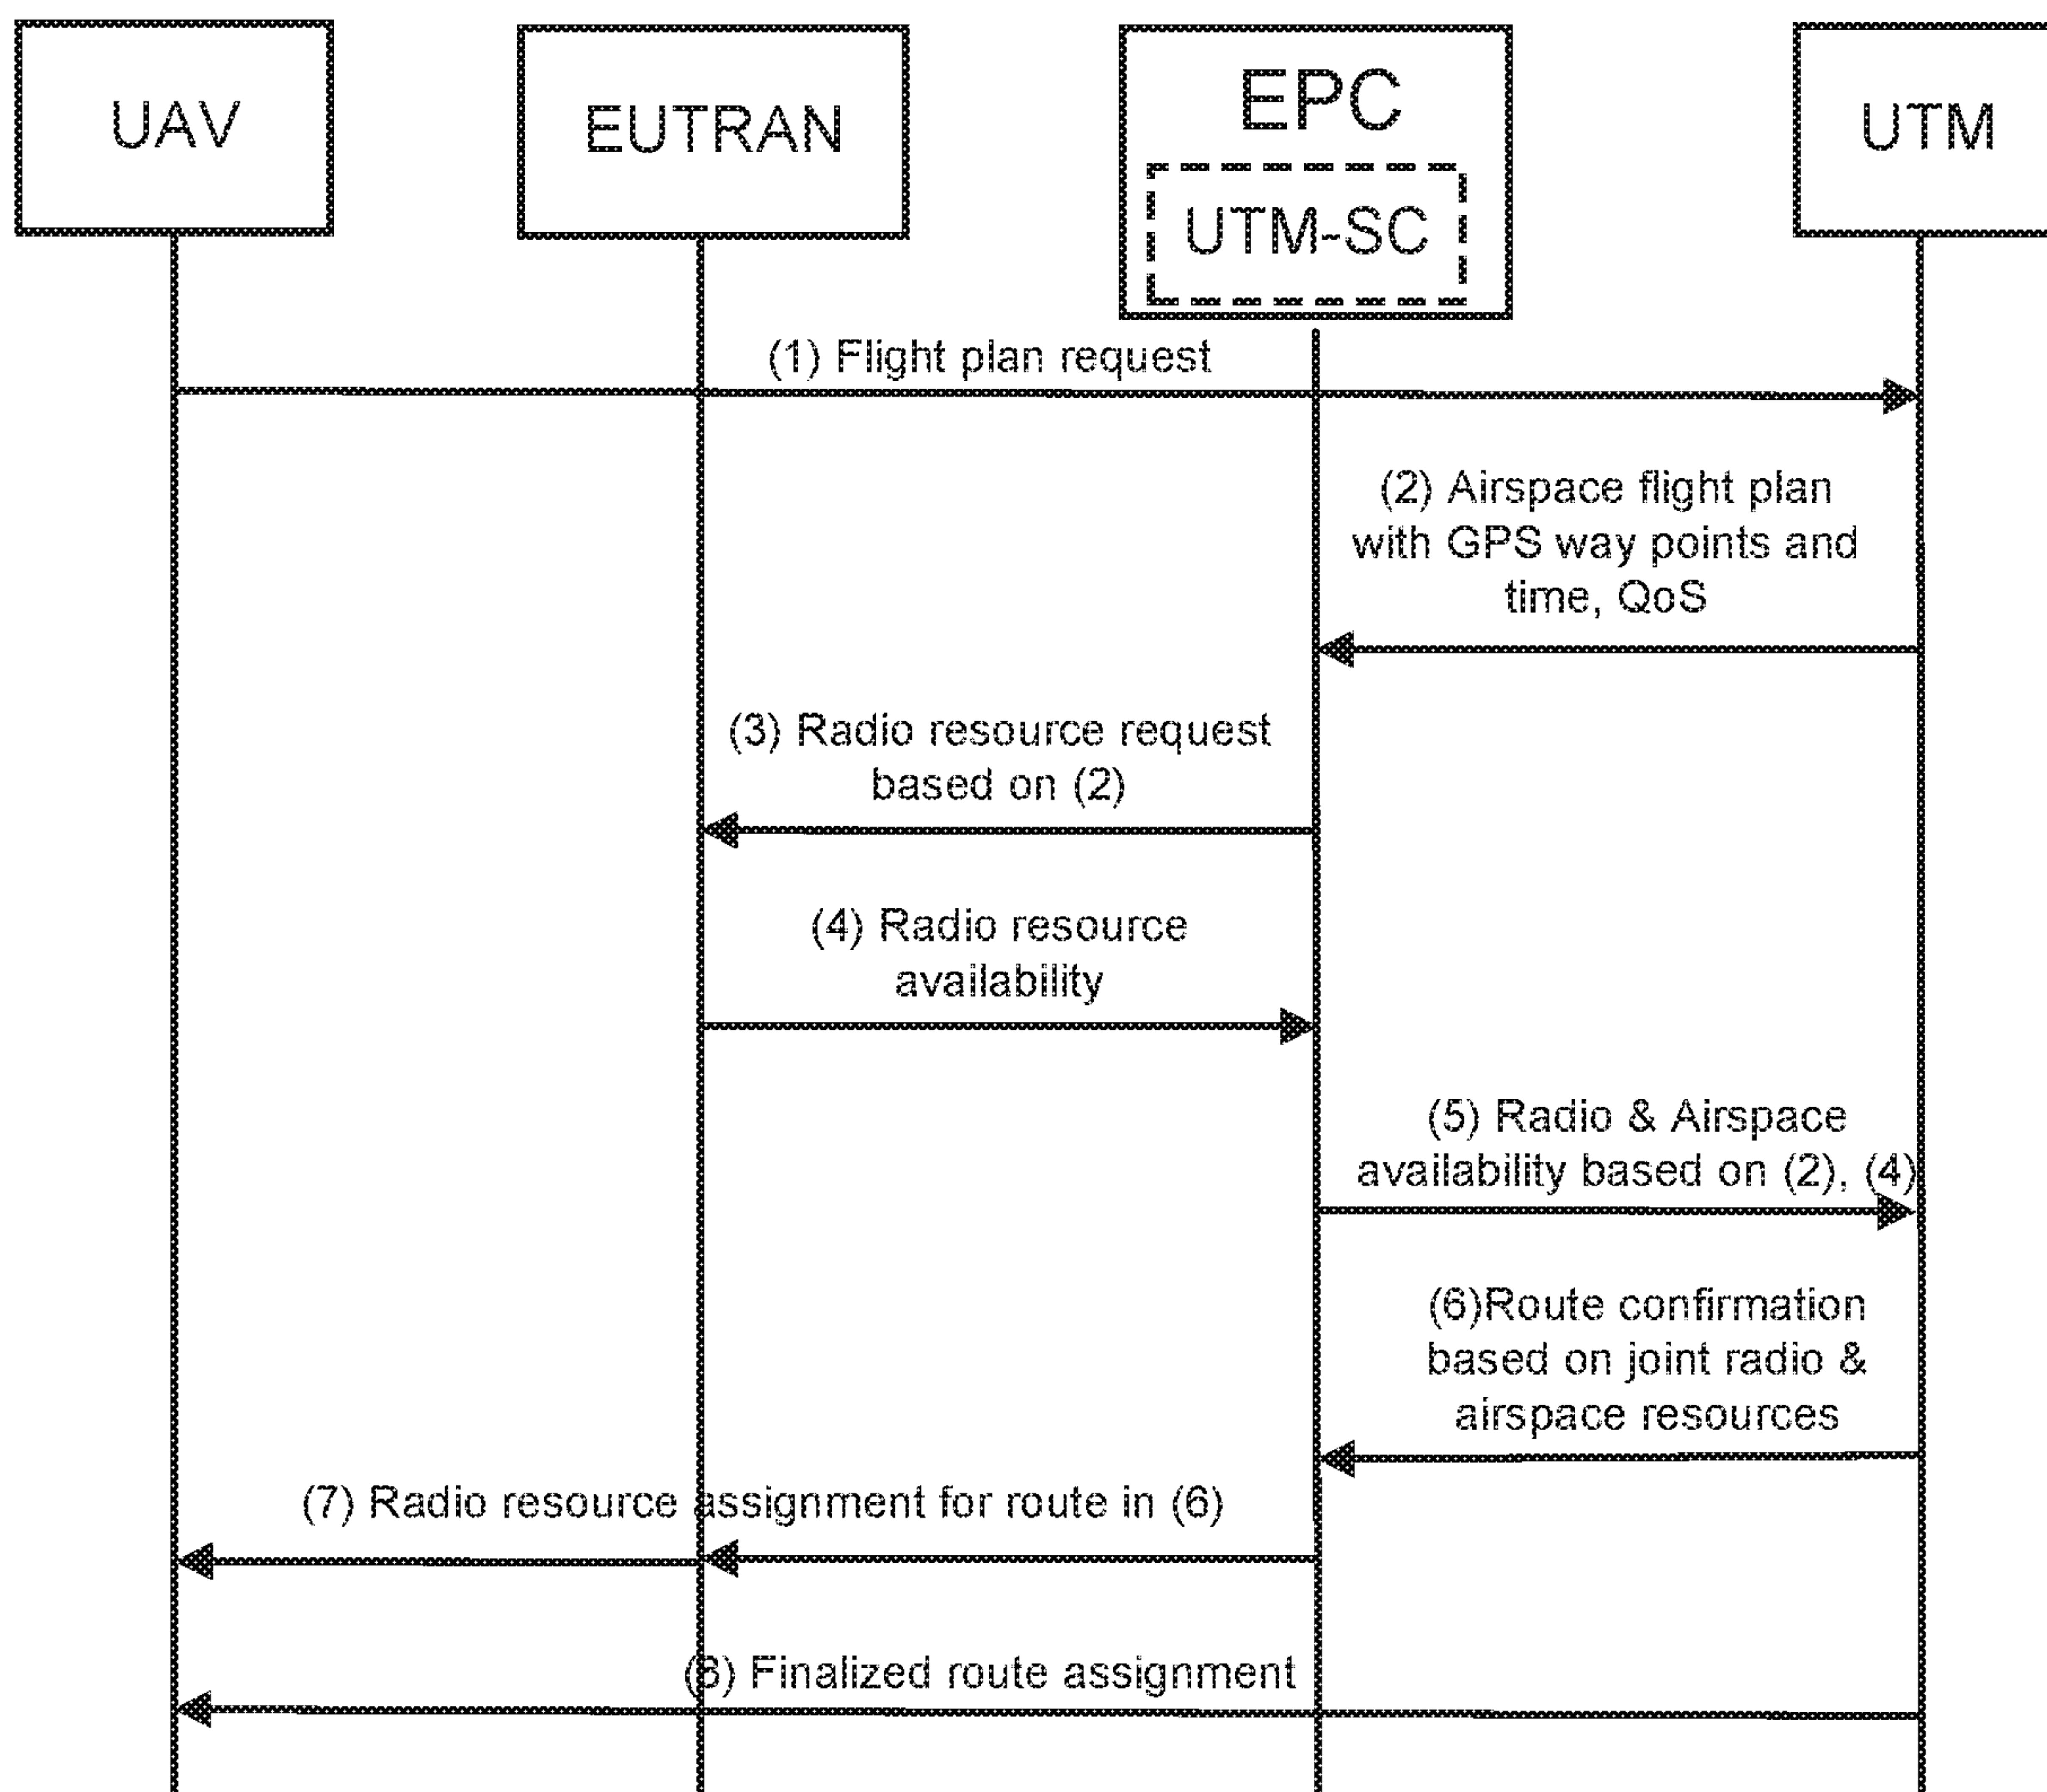 UAV
EUTRAN
EPC
UTM-SC
UTM
(1) Flight plan request
(2) Airspace flight plan
with GPS way points and
time, QoS
(3) Radio resource request
based on (2)
(4) Radio resource
availability
(5) Radio & Airspace
availability based on (2), (4)
(6)Route confirmation
based on joint radio &
airspace resources
(7) Radio resource assignment for route in (6)
(8) Finalized route assignment